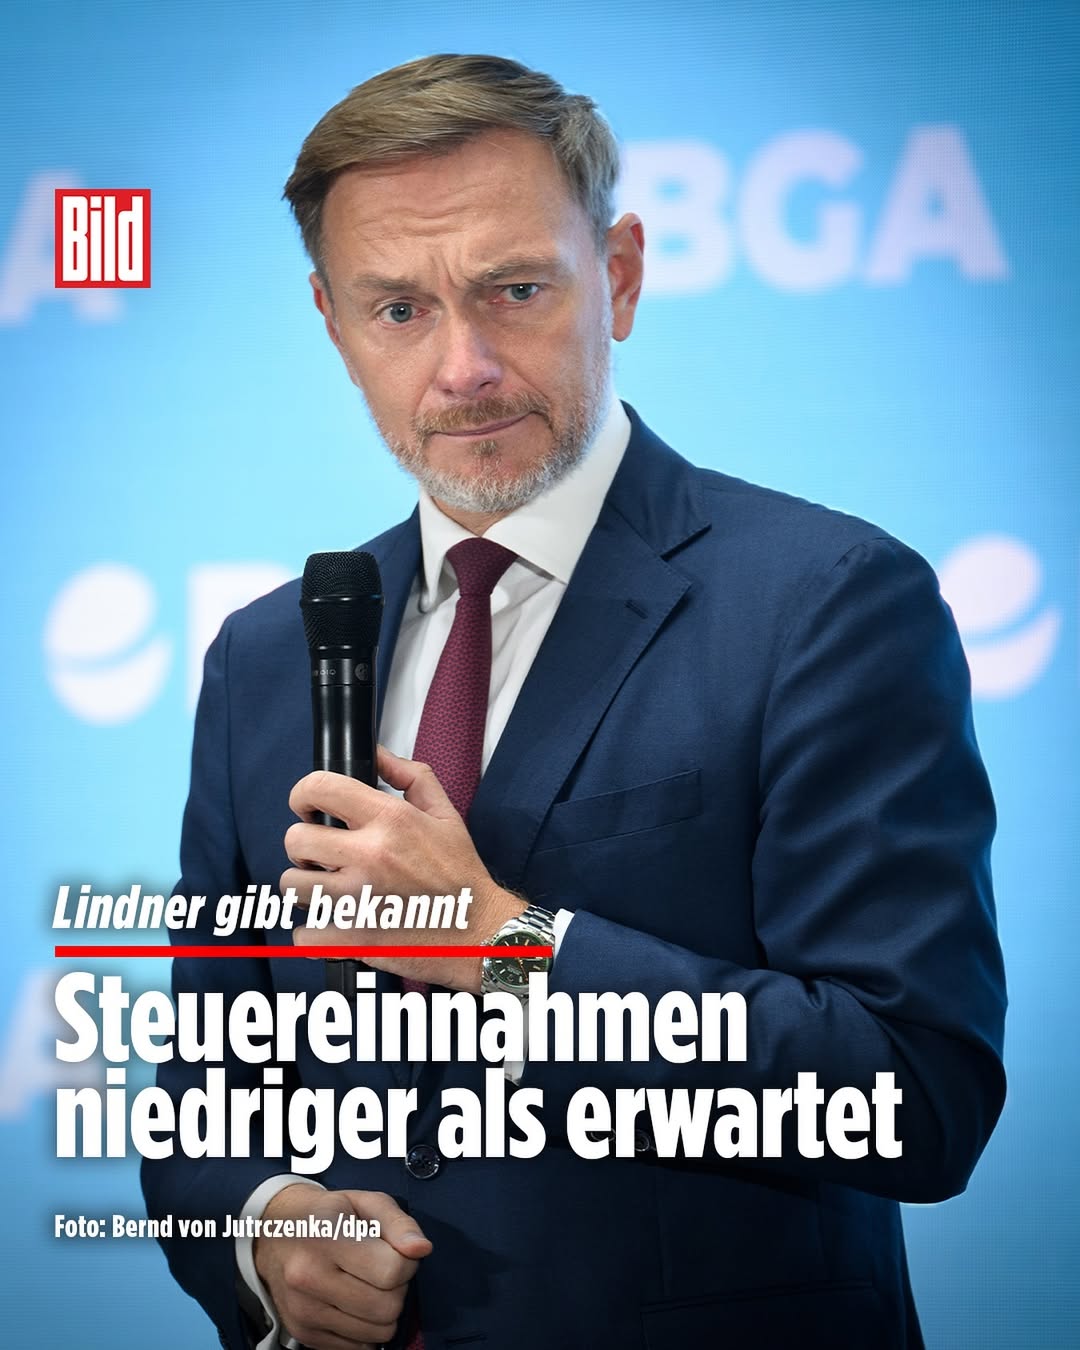 BGA
Bild
Lindner gibt bekannt
Steuereinnahmen
niedriger als erwartet
Foto: Bernd von Jutrczenka/dpa